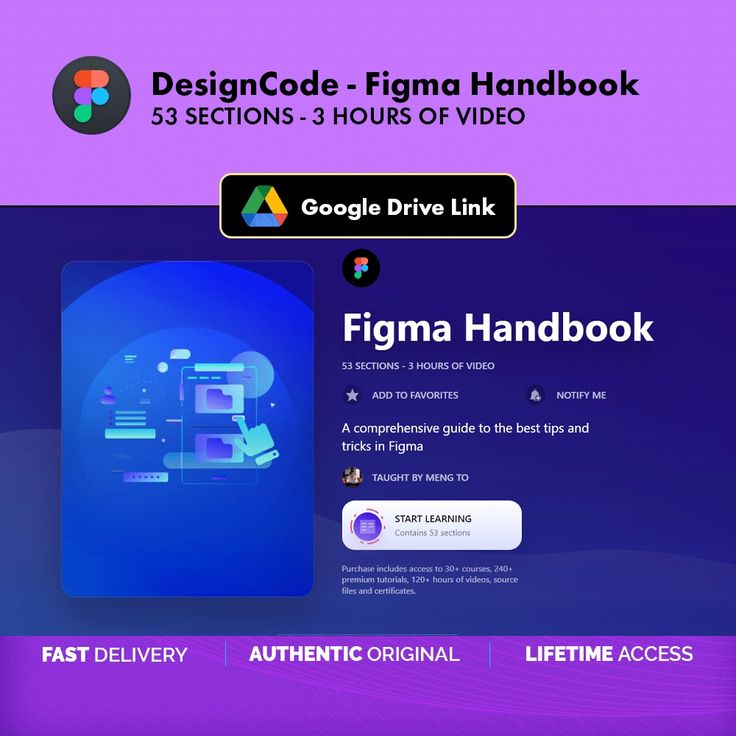 DesignCode - Figma Handbook
53 SECTIONS - 3 HOURS OF VIDEO
Google Drive Link
Figma Handbook
53 SECTIONS - 3 HOURS OF VIDEO
ADD TO FAVORITES
NOTIFY ME
A comprehensive guide to the best tips and
tricks in Figma
TAUGHT BY MENG TO
START LEARNING
Contains 53 sections
Purchase includes access to 30+ courses, 240+
premium tutorials, 120+ hours of videos, source
files and certificates.
FAST DELIVERY
AUTHENTIC ORIGINAL
LIFETIME ACCESS